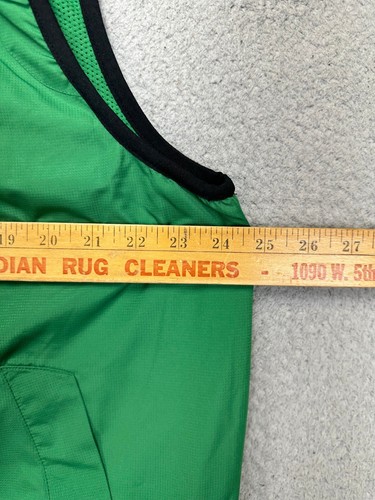 19 20 21 22 23 24 25 26 27
DIAN RUG CLEANERS - 1090 W. 5th